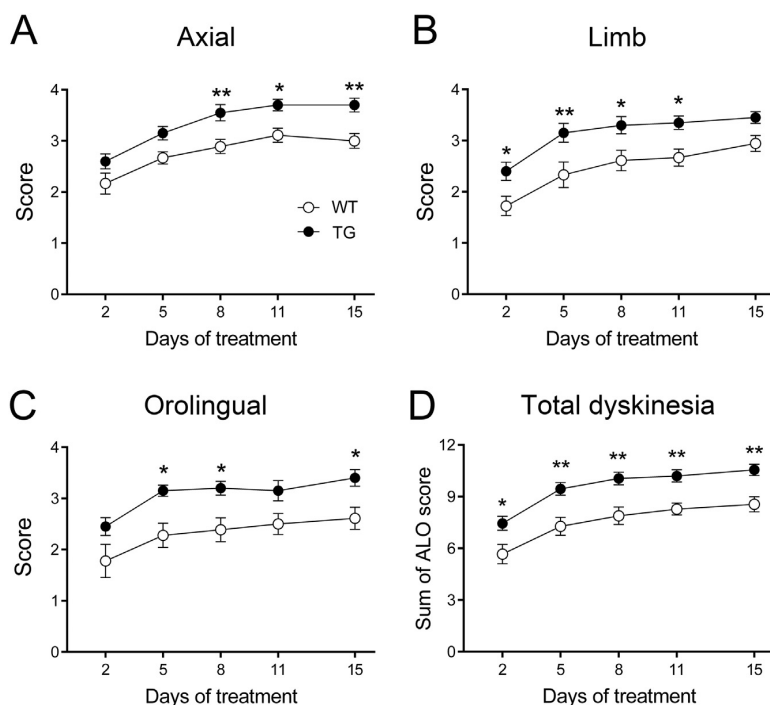 A
Axial
4
3
2
1
0
Score
** * **
WT
TG
2 5 8 11 15
Days of treatment
B
Limb
4
3
2
1
0
Score
* ** * *
2 5 8 11 15
Days of treatment
C
Orolingual
4
3
2
1
0
Score
* * *
2 5 8 11 15
Days of treatment
D
Total dyskinesia
12
9
6
3
0
Sum of ALO score
* ** ** ** **
2 5 8 11 15
Days of treatment